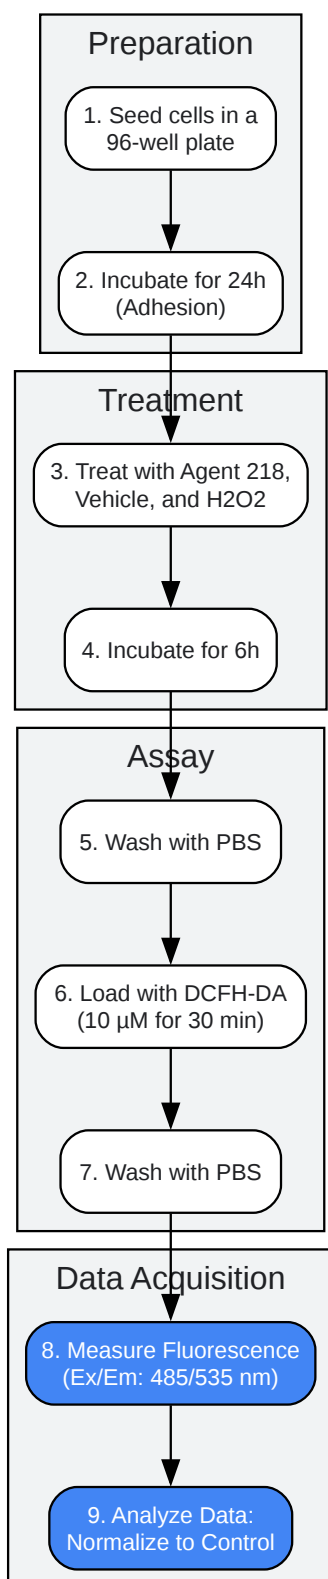 Preparation
1. Seed cells in a
96-well plate
2. Incubate for 24h
(Adhesion)
Treatment
3. Treat with Agent 218,
Vehicle, and H2O2
4. Incubate for 6h
Assay
5. Wash with PBS
6. Load with DCFH-DA
(10 µM for 30 min)
7. Wash with PBS
Data Acquisition
8. Measure Fluorescence
(Ex/Em: 485/535 nm)
9. Analyze Data:
Normalize to Control